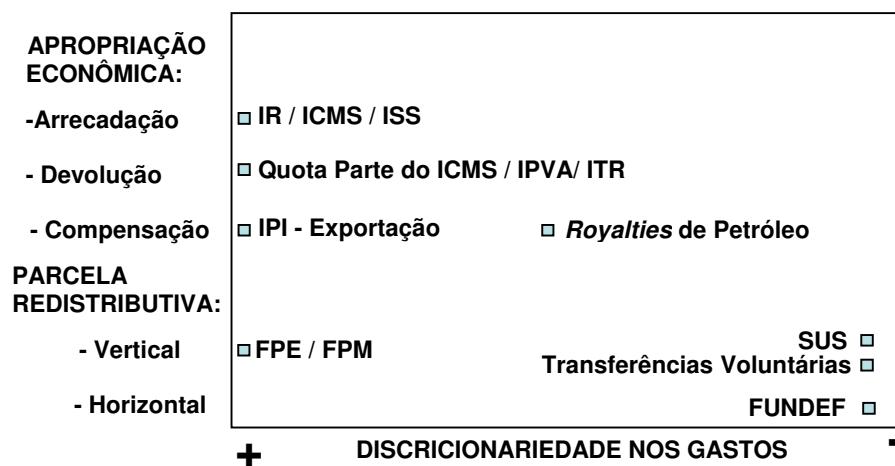 APROPRIAÇÃO
ECONÔMICA:
-Arrecadação
IR / ICMS / ISS
- Devolução
Quota Parte do ICMS / IPVA/ ITR
- Compensação
IPI - Exportação
Royalties de Petróleo
PARCELA
REDISTRIBUTIVA:
- Vertical
FPE / FPM
SUS
Transferências Voluntárias
- Horizontal
FUNDEF
+ DISCRICIONARIEDADE NOS GASTOS -